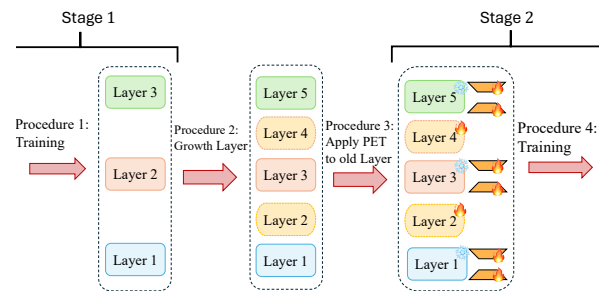 Stage 1
Stage 2
Procedure 1:
Training
Layer 3
Layer 2
Layer 1
Procedure 2:
Growth Layer
Layer 5
Layer 4
Layer 3
Layer 2
Layer 1
Procedure 3:
Apply PET
to old Layer
Layer 5
Layer 4
Layer 3
Layer 2
Layer 1
Procedure 4:
Training